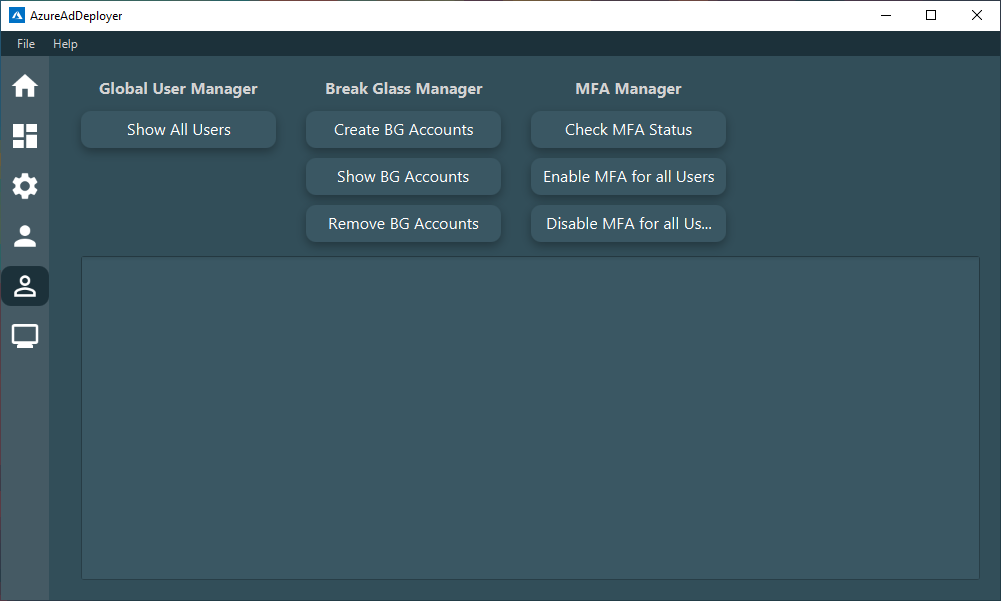 AzureAdDeployer
File Help
Global User Manager Break Glass Manager MFA Manager
Show All Users Create BG Accounts Check MFA Status
Show BG Accounts Enable MFA for all Users
Remove BG Accounts Disable MFA for all Us...